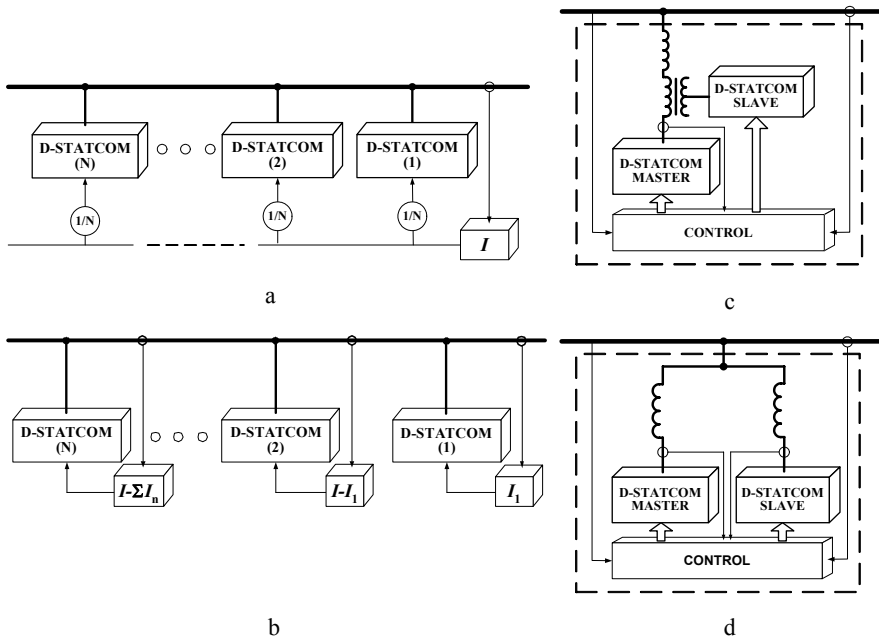 D-STATCOM
(N)
D-STATCOM
(2)
D-STATCOM
(1)
1/N
1/N
1/N
I
a
D-STATCOM
SLAVE
D-STATCOM
MASTER
CONTROL
c
D-STATCOM
(N)
D-STATCOM
(2)
D-STATCOM
(1)
I-ΣIn
I-I1
I1
b
D-STATCOM
MASTER
D-STATCOM
SLAVE
CONTROL
d